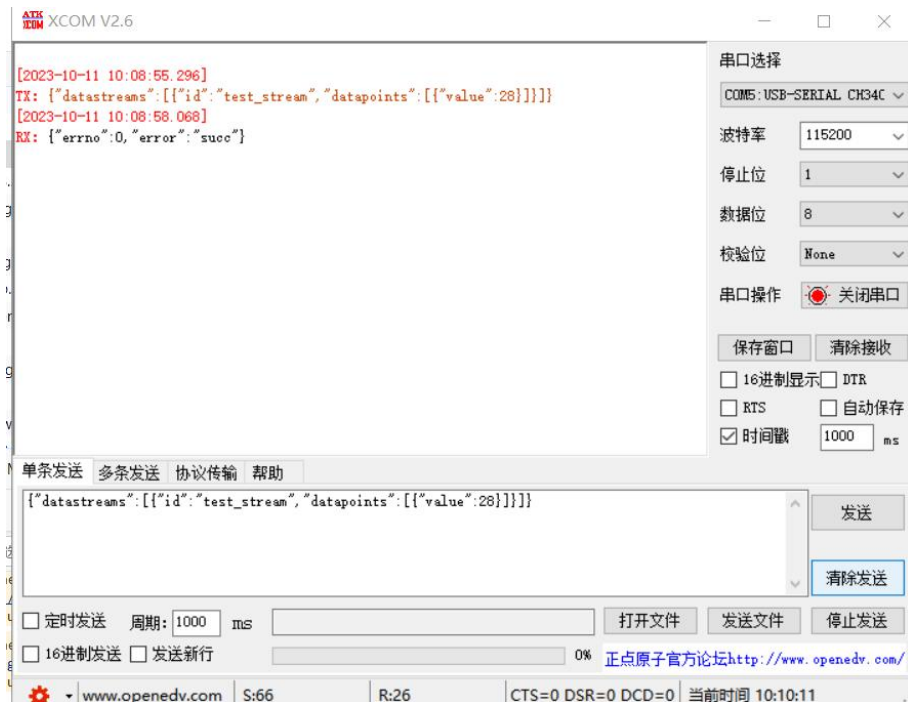 ATK XCOM XCOM V2.6
[2023-10-11 10:08:55.296]
TX: {"datastreams":[{"id":"test_stream","datapoints":[{"value":28}]}]}
[2023-10-11 10:08:58.068]
RX: {"errno":0,"error":"succ"}
串口选择
COM5:USB-SERIAL CH34C
波特率 115200
停止位 1
数据位 8
校验位 None
串口操作 关闭串口
保存窗口 清除接收
16进制显示 DTR
RTS 自动保存
时间戳 1000 ms
单条发送 多条发送 协议传输 帮助
{"datastreams":[{"id":"test_stream","datapoints":[{"value":28}]}]}
发送
清除发送
定时发送 周期: 1000 ms 打开文件 发送文件 停止发送
16进制发送 发送新行 0% 正点原子官方论坛http://www.openedv.com/
www.openedv.com S:66 R:26 CTS=0 DSR=0 DCD=0 当前时间 10:10:11